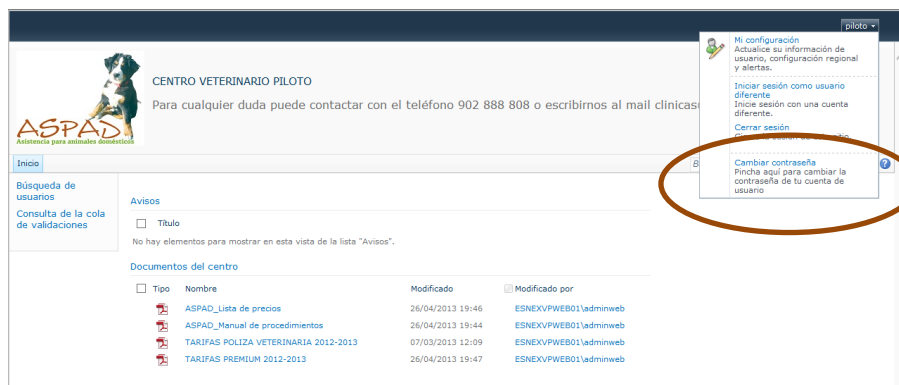 piloto
Mi configuración
Actualice su información de
usuario, configuración regional
y alertas.
Iniciar sesión como usuario
diferente
Inicie sesión con una cuenta
diferente.
Cerrar sesión
Cambiar contraseña
Pincha aquí para cambiar la
contraseña de tu cuenta de
usuario
CENTRO VETERINARIO PILOTO
Para cualquier duda puede contactar con el teléfono 902 888 808 o escribirnos al mail
ASPAD
Asistencia para animales domésticos
Inicio
Búsqueda de
usuarios
Consulta de la cola
de validaciones
Avisos
Título
No hay elementos para mostrar en esta vista de la lista "Avisos".
Documentos del centro
Tipo Nombre Modificado Modificado por
ASPAD_Lista de precios 26/04/2013 19:46 ESNEXVPWEB01\adminweb
ASPAD_Manual de procedimientos 26/04/2013 19:44 ESNEXVPWEB01\adminweb
TARIFAS POLIZA VETERINARIA 2012-2013 07/03/2013 12:09 ESNEXVPWEB01\adminweb
TARIFAS PREMIUM 2012-2013 26/04/2013 19:47 ESNEXVPWEB01\adminweb